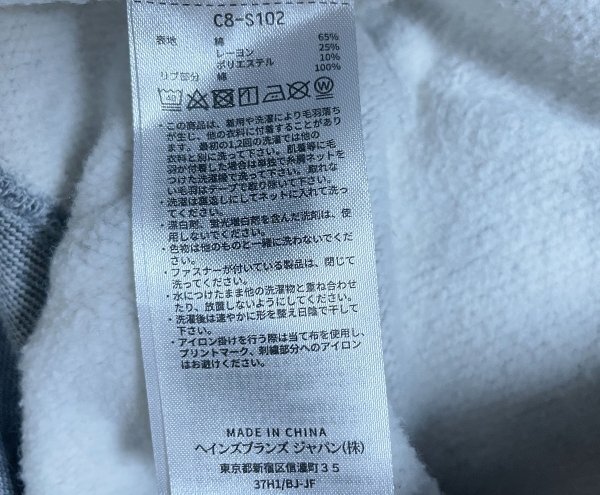 C8-S102
表地 綿 65%
レーヨン 25%
ポリエステル 10%
リブ部分 綿 100%
・この商品は、着用や洗濯により毛羽落ち
が生じ、他の衣料に付着することがあり
ます。最初の1,2回の洗濯では他の
衣料と別に洗って下さい。肌着等に毛
羽が付着した場合は単独で糸屑ネットを
つけた洗濯機で洗って下さい。取れな
い毛羽はテープで取り除いて下さい。
・洗濯は裏返しにしてネットに入れて洗っ
てください。
・漂白剤、蛍光増白剤を含んだ洗剤は、使
用しないでください。
・色物は他のものと一緒に洗わないでくだ
さい。
・ファスナーが付いている製品は、閉じて
洗ってください。
・水につけたまま他の洗濯物と重ね合わせ
たり、放置しないようにしてください。
・洗濯後は速やかに形を整え日陰で干して
下さい。
・アイロン掛けを行う際は当て布を使用し、
プリントマーク、刺繍部分へのアイロン
はお避けください。
MADE IN CHINA
ヘインズブランズ ジャパン(株)
東京都新宿区信濃町35
37H1/BJ-JF